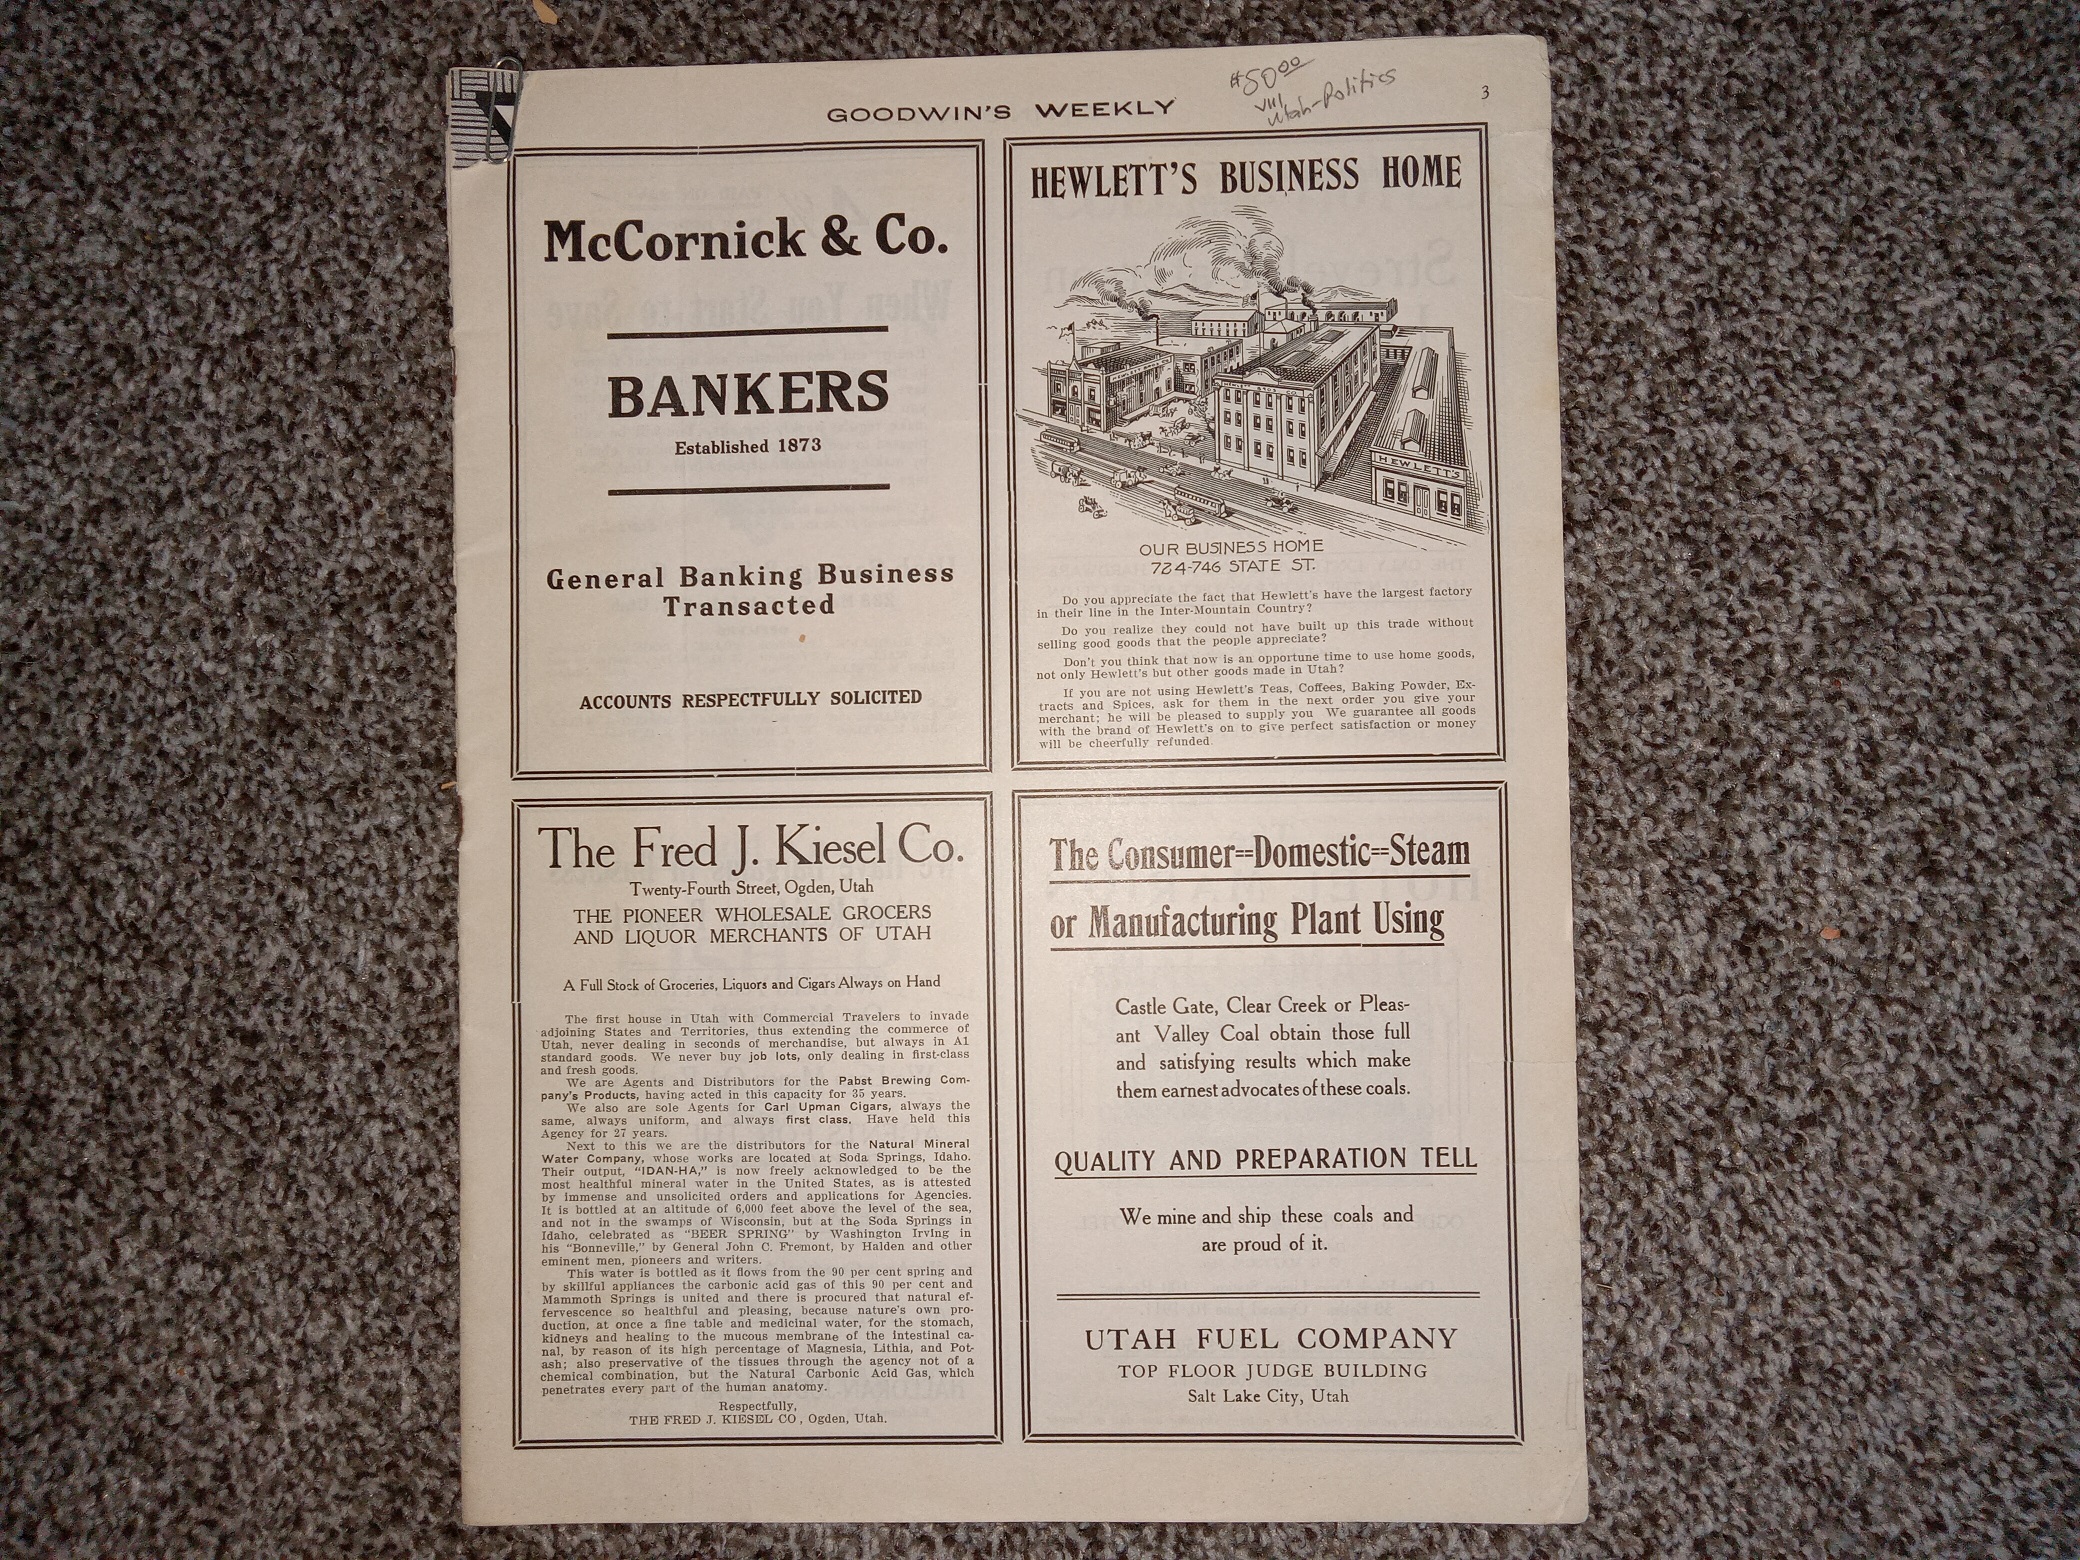 GOODWIN'S WEEKLY
$50.00
VIII
Utah-Politics
3
McCornick & Co.
BANKERS
Established 1873
General Banking Business
Transacted
ACCOUNTS RESPECTFULLY SOLICITED
HEWLETT'S BUSINESS HOME
HEWLETT'S
OUR BUSINESS HOME
724-746 STATE ST.
Do you appreciate the fact that Hewlett's have the largest factory
in their line in the Inter-Mountain Country?
Do you realize they could not have built up this trade without
selling good goods that the people appreciate?
Don't you think that now is an opportune time to use home goods,
not only Hewlett's but other goods made in Utah?
If you are not using Hewlett's Teas, Coffees, Baking Powder, Ex-
tracts and Spices, ask for them in the next order you give your
merchant; he will be pleased to supply you We guarantee all goods
with the brand of Hewlett's on to give perfect satisfaction or money
will be cheerfully refunded.
The Fred J. Kiesel Co.
Twenty-Fourth Street, Ogden, Utah
THE PIONEER WHOLESALE GROCERS
AND LIQUOR MERCHANTS OF UTAH
A Full Stock of Groceries, Liquors and Cigars Always on Hand
The first house in Utah with Commercial Travelers to invade
adjoining States and Territories, thus extending the commerce of
Utah, never dealing in seconds of merchandise, but always in A1
standard goods. We never buy job lots, only dealing in first-class
and fresh goods.
We are Agents and Distributors for the Pabst Brewing Com-
pany's Products, having acted in this capacity for 35 years.
We also are sole Agents for Carl Upman Cigars, always the
same, always uniform, and always first class. Have held this
Agency for 27 years.
Next to this we are the distributors for the Natural Mineral
Water Company, whose works are located at Soda Springs, Idaho.
Their output, "IDAN-HA," is now freely acknowledged to be the
most healthful mineral water in the United States, as is attested
by immense and unsolicited orders and applications for Agencies.
It is bottled at an altitude of 6,000 feet above the level of the sea,
and not in the swamps of Wisconsin, but at the Soda Springs in
Idaho, celebrated as "BEER SPRING" by Washington Irving in
his "Bonneville," by General John C. Fremont, by Halden and other
eminent men, pioneers and writers.
This water is bottled as it flows from the 90 per cent spring and
by skillful appliances the carbonic acid gas of this 90 per cent and
Mammoth Springs is united and there is procured that natural ef-
fervescence so healthful and pleasing, because nature's own pro-
duction, at once a fine table and medicinal water, for the stomach,
kidneys and healing to the mucous membrane of the intestinal ca-
nal, by reason of its high percentage of Magnesia, Lithia, and Pot-
ash; also preservative of the tissues through the agency not of a
chemical combination, but the Natural Carbonic Acid Gas, which
penetrates every part of the human anatomy.
Respectfully,
THE FRED J. KIESEL CO., Ogden, Utah.
The Consumer--Domestic--Steam
or Manufacturing Plant Using
Castle Gate, Clear Creek or Pleas-
ant Valley Coal obtain those full
and satisfying results which make
them earnest advocates of these coals.
QUALITY AND PREPARATION TELL
We mine and ship these coals and
are proud of it.
UTAH FUEL COMPANY
TOP FLOOR JUDGE BUILDING
Salt Lake City, Utah